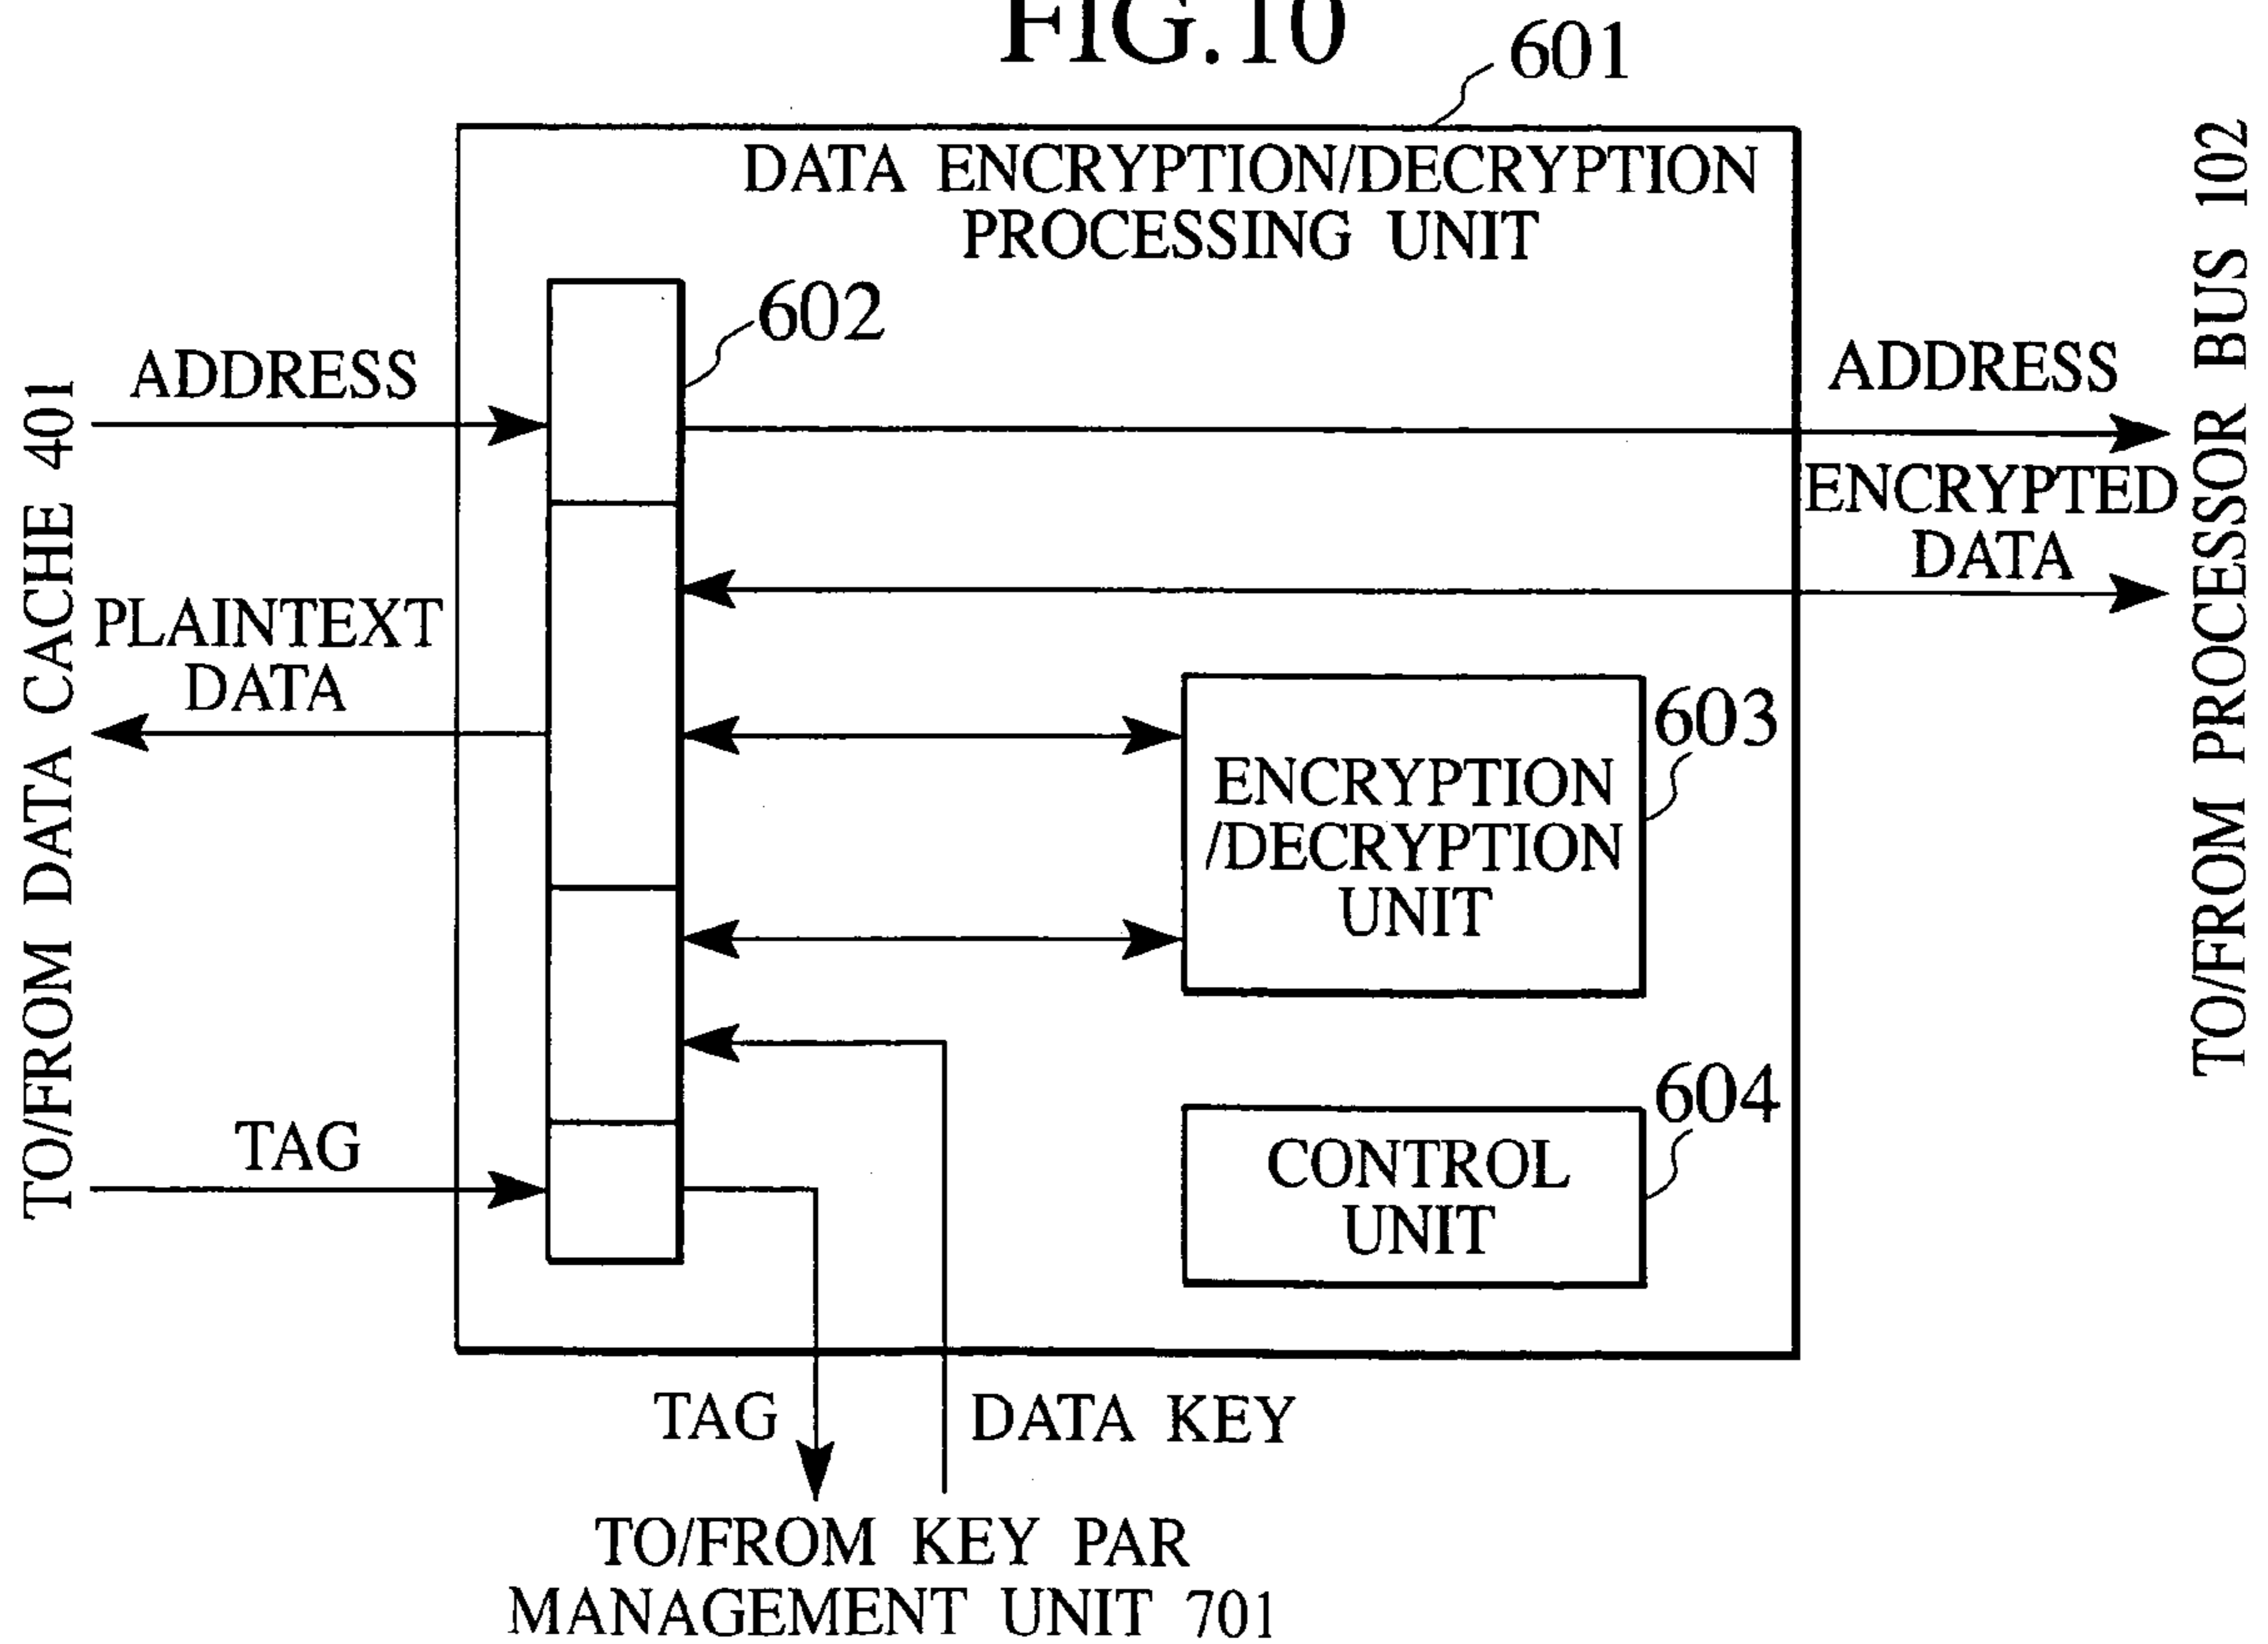 FIG.10
601
DATA ENCRYPTION/DECRYPTION
PROCESSING UNIT
602
ADDRESS
ADDRESS
ENCRYPTED
DATA
PLAINTEXT
DATA
603
ENCRYPTION
/DECRYPTION
UNIT
604
CONTROL
UNIT
TAG
TAG
DATA KEY
TO/FROM KEY PAR
MANAGEMENT UNIT 701
TO/FROM DATA CACHE 401
TO/FROM PROCESSOR BUS 102